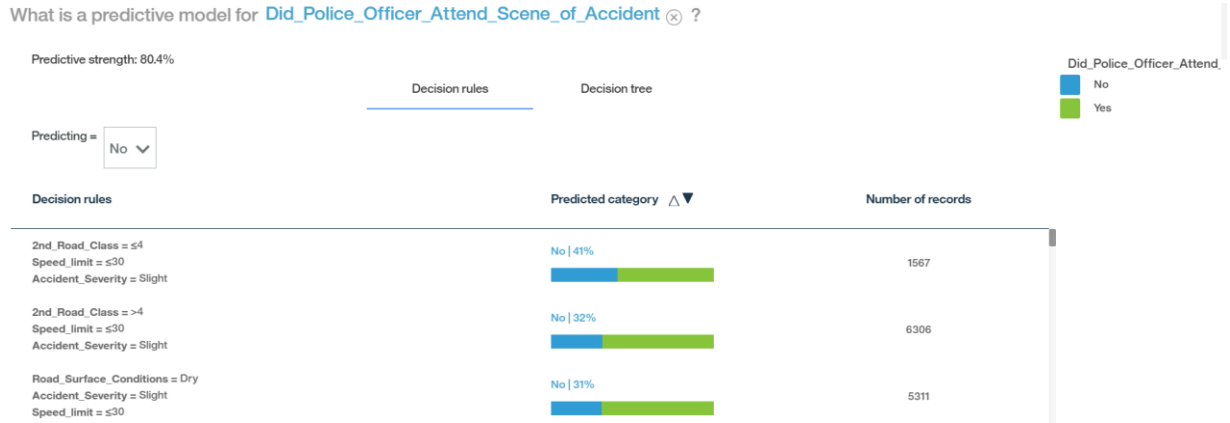 What is a predictive model for Did_Police_Officer_Attend_Scene_of_Accident ?
Predictive strength: 80.4%
Did_Police_Officer_Attend_
No
Yes
Decision rules Decision tree
Predicting = No
Decision rules Predicted category Number of records
2nd_Road_Class = ≤4
Speed_limit = ≤30
Accident_Severity = Slight
No | 41%
1567
2nd_Road_Class = >4
Speed_limit = ≤30
Accident_Severity = Slight
No | 32%
6306
Road_Surface_Conditions = Dry
Accident_Severity = Slight
Speed_limit = ≤30
No | 31%
5311